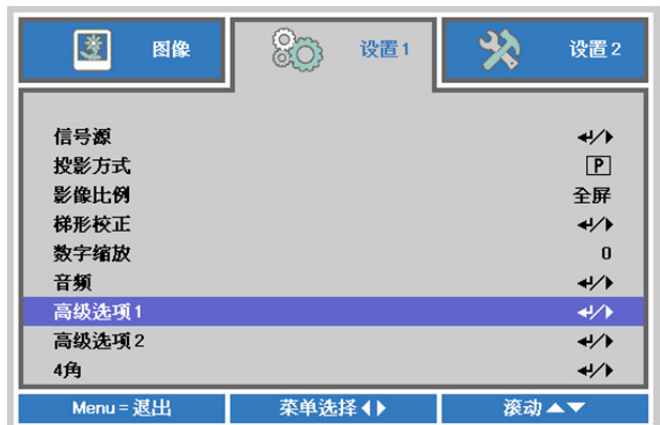 图像 设置1 设置2
信号源 ↵/▶
投影方式 P
影像比例 全屏
梯形校正 ↵/▶
数字缩放 0
音频 ↵/▶
高级选项1 ↵/▶
高级选项2 ↵/▶
4角 ↵/▶
Menu = 退出 菜单选择◀▶ 滚动▲▼